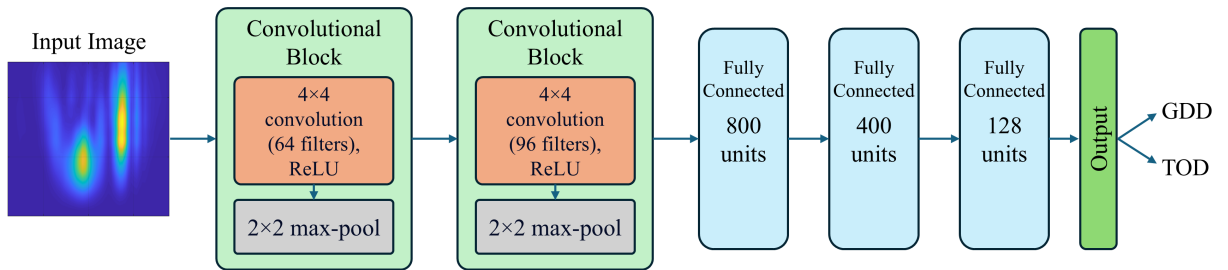 Input Image
Convolutional
Block
4×4
convolution
(64 filters),
ReLU
2×2 max-pool
Convolutional
Block
4×4
convolution
(96 filters),
ReLU
2×2 max-pool
Fully
Connected
800
units
Fully
Connected
400
units
Fully
Connected
128
units
Output
GDD
TOD